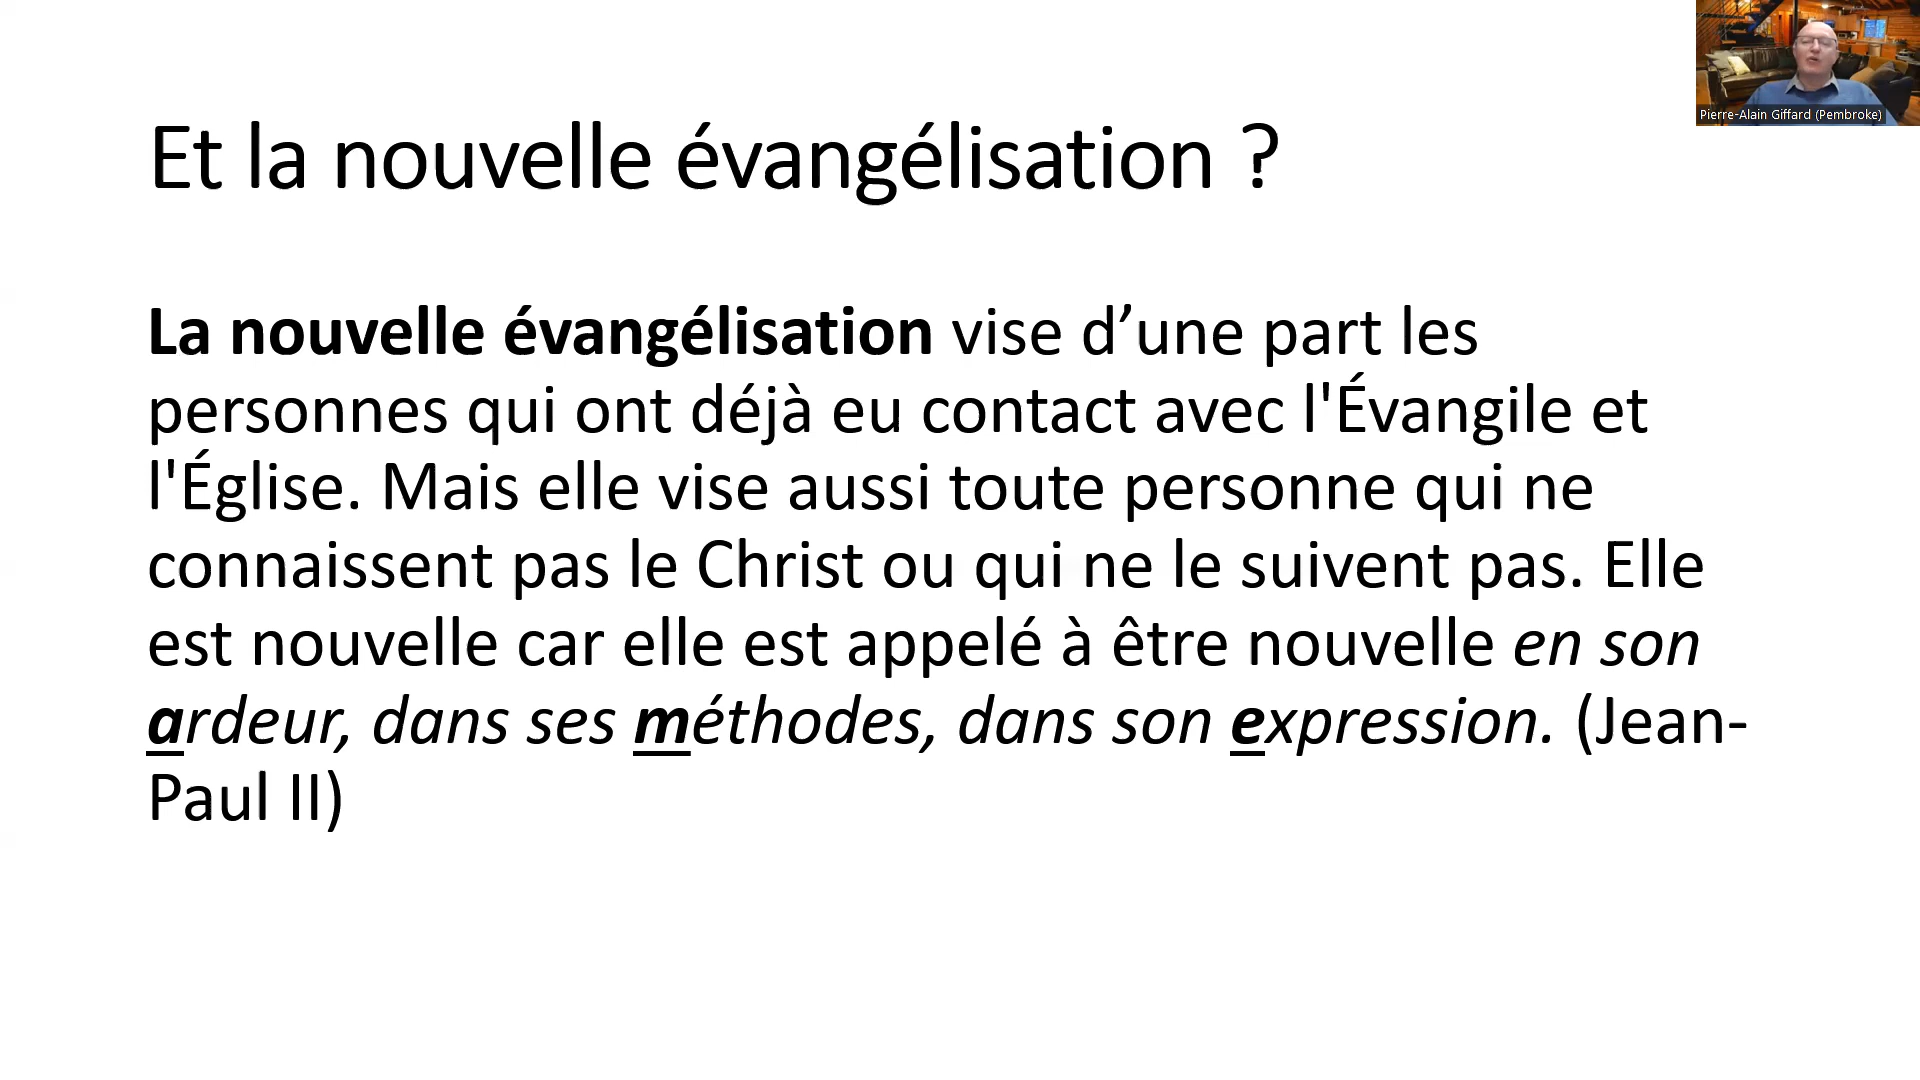 Pierre-Alain Giffard (Pembroke)
Et la nouvelle évangélisation ?
La nouvelle évangélisation vise d’une part les
personnes qui ont déjà eu contact avec l'Évangile et
l'Église. Mais elle vise aussi toute personne qui ne
connaissent pas le Christ ou qui ne le suivent pas. Elle
est nouvelle car elle est appelé à être nouvelle en son
ardeur, dans ses méthodes, dans son expression. (Jean-
Paul II)